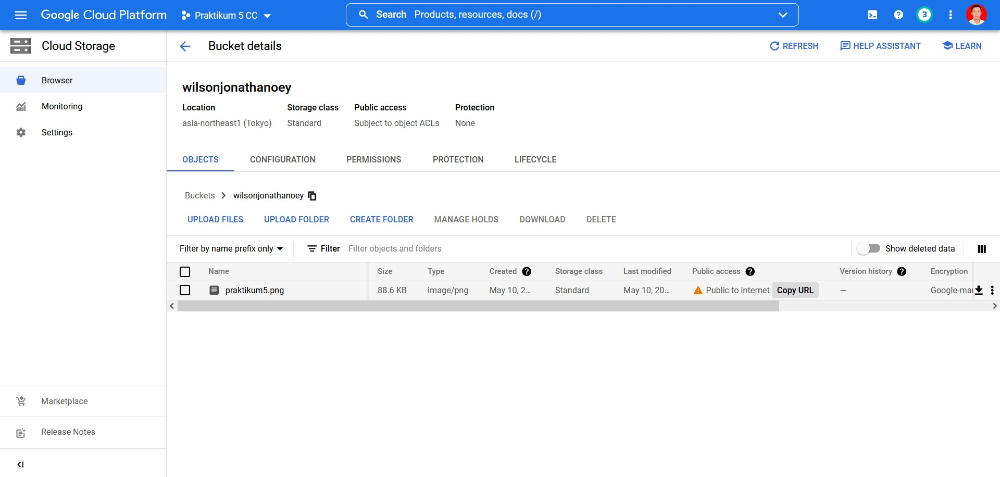 Google Cloud Platform
Praktikum 5 CC
Search Products, resources, docs (/)
3
Cloud Storage
Bucket details
REFRESH
HELP ASSISTANT
LEARN
Browser
Monitoring
Settings
Marketplace
Release Notes
wilsonjonathanoey
Location Storage class Public access Protection
asia-northeast1 (Tokyo) Standard Subject to object ACLs None
OBJECTS CONFIGURATION PERMISSIONS PROTECTION LIFECYCLE
Buckets wilsonjonathanoey
UPLOAD FILES UPLOAD FOLDER CREATE FOLDER MANAGE HOLDS DOWNLOAD DELETE
Filter by name prefix only Filter Filter objects and folders Show deleted data
Name Size Type Created Storage class Last modified Public access Version history Encryption
praktikum5.png 88.6 KB image/png May 10, 2... Standard May 10, 20... Public to internet Copy URL — Google-mar